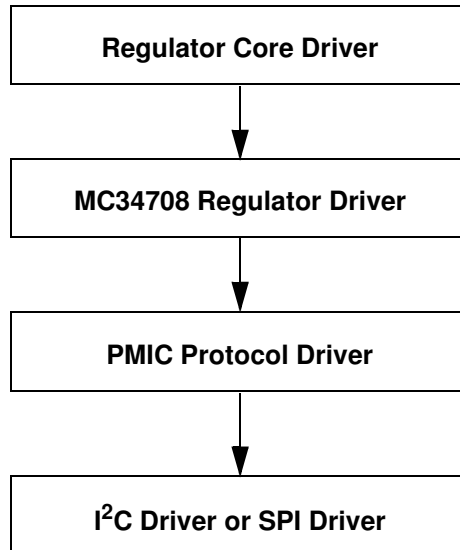 Regulator Core Driver
MC34708 Regulator Driver
PMIC Protocol Driver
I²C Driver or SPI Driver